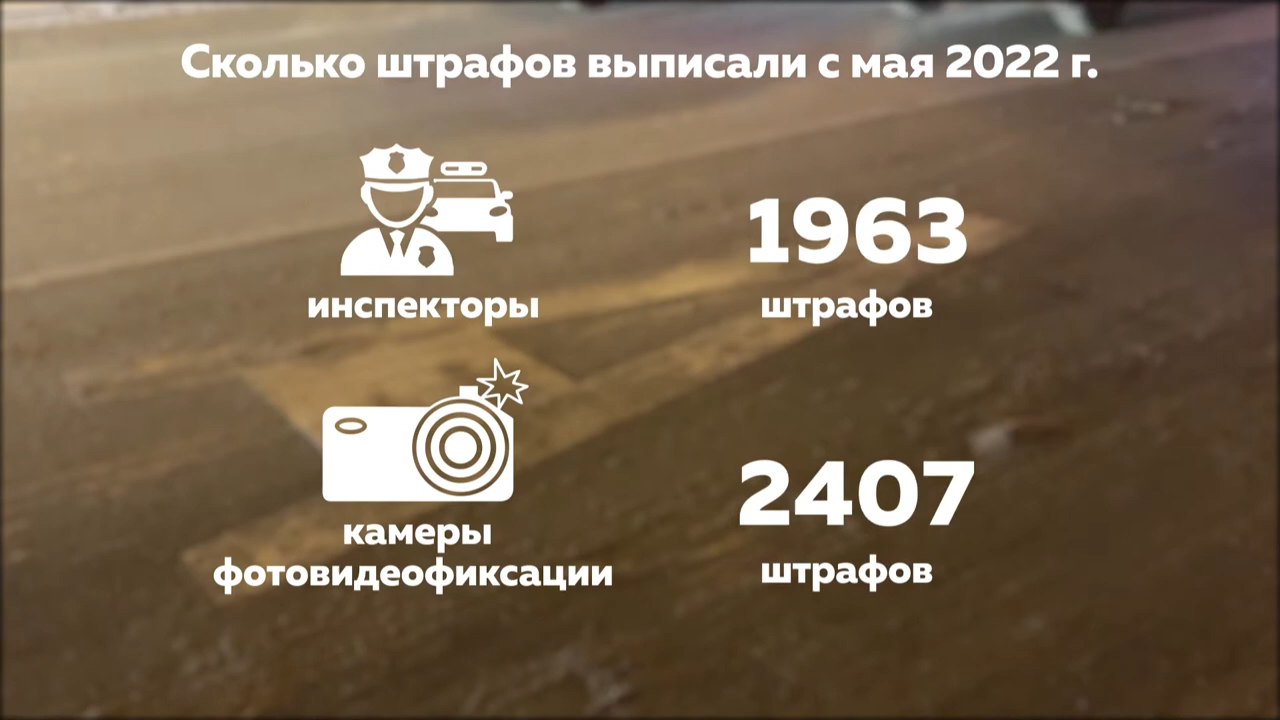 Сколько штрафов выписали с мая 2022 г.
1963
инспекторы
штрафов
2407
камеры
фотовидеофиксации
штрафов